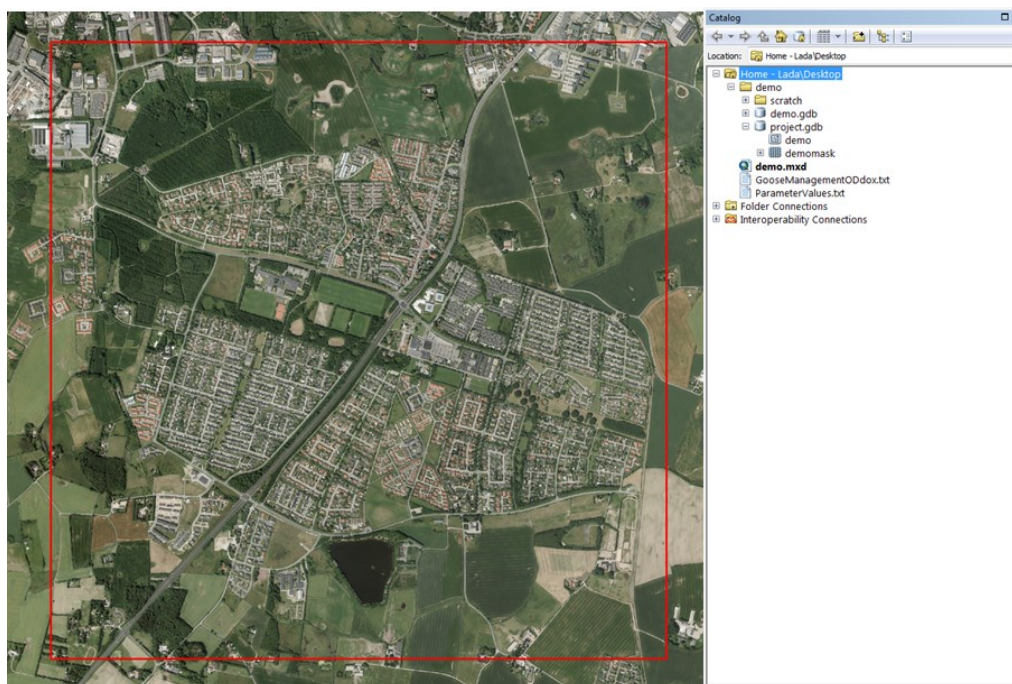 Catalog
Location: Home - Lada\Desktop
Home - Lada\Desktop
demo
scratch
demo.gdb
project.gdb
demo
demomask
demo.mxd
GooseManagementODdox.txt
ParameterValues.txt
Folder Connections
Interoperability Connections